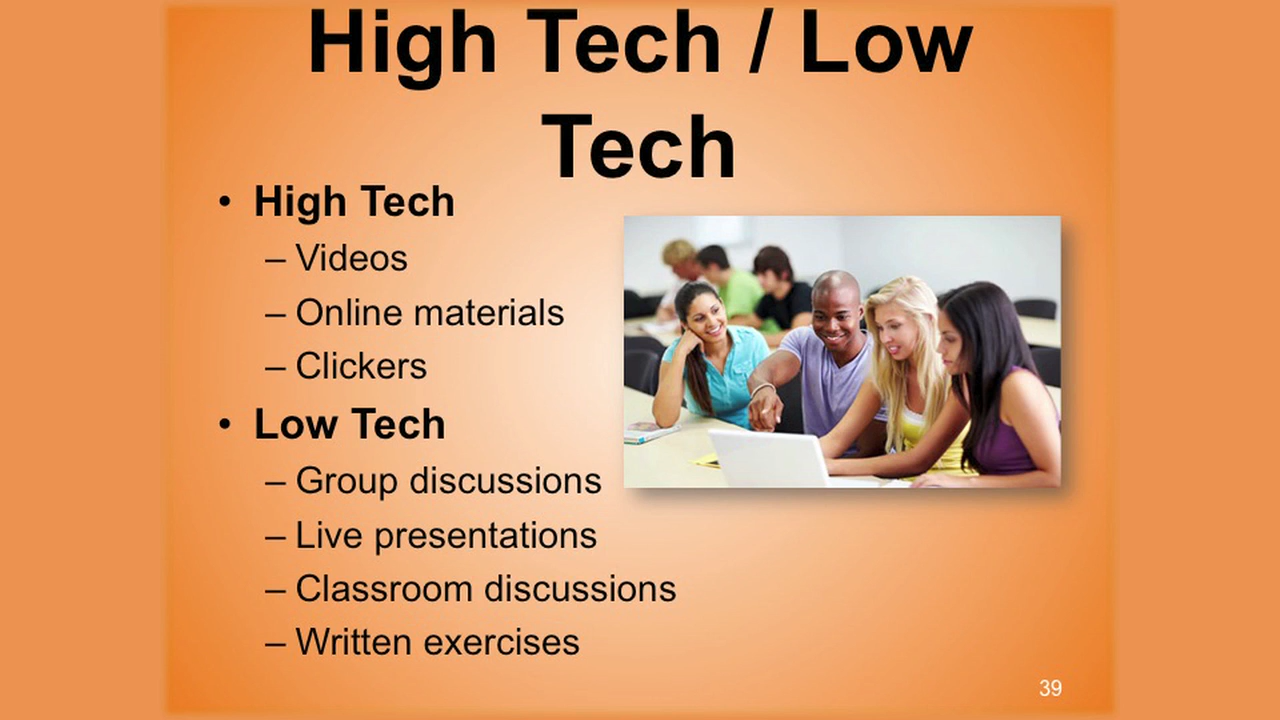 High Tech / Low
Tech
• High Tech
– Videos
– Online materials
– Clickers
• Low Tech
– Group discussions
– Live presentations
– Classroom discussions
– Written exercises
39